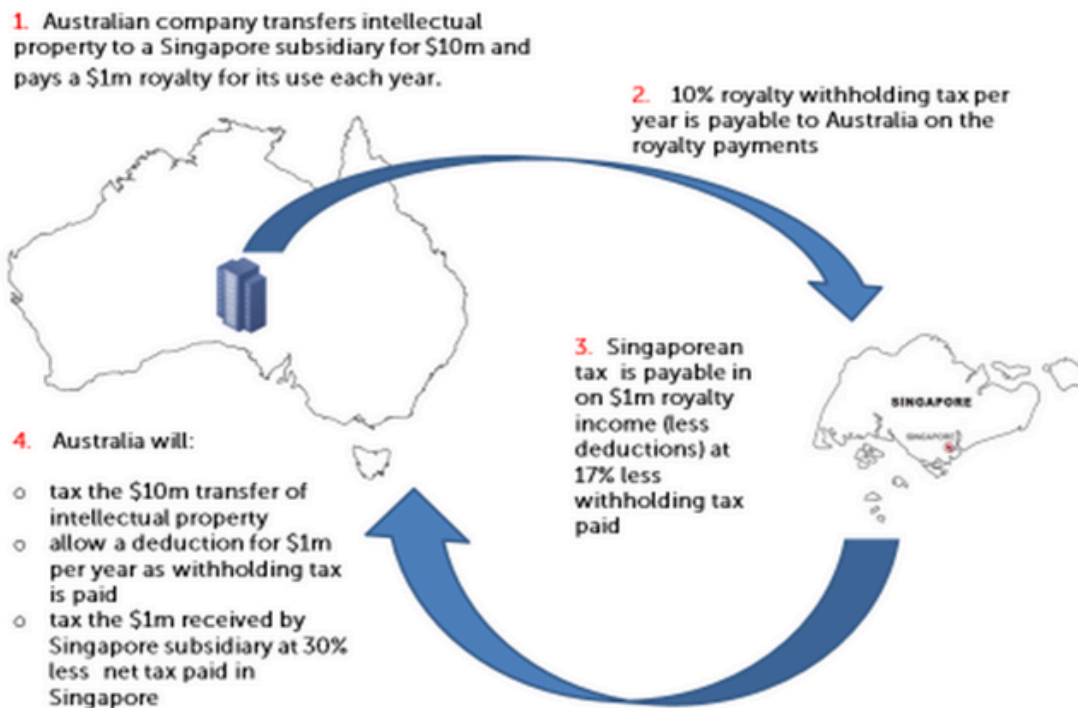 1. Australian company transfers intellectual
property to a Singapore subsidiary for $10m and
pays a $1m royalty for its use each year.
2. 10% royalty withholding tax per
year is payable to Australia on the
royalty payments
3. Singaporean
tax is payable in
on $1m royalty
income (less
deductions) at
17% less
withholding tax
paid
SINGAPORE
SINGAPORE
4. Australia will:
o tax the $10m transfer of
intellectual property
o allow a deduction for $1m
per year as withholding tax
is paid
o tax the $1m received by
Singapore subsidiary at 30%
less net tax paid in
Singapore